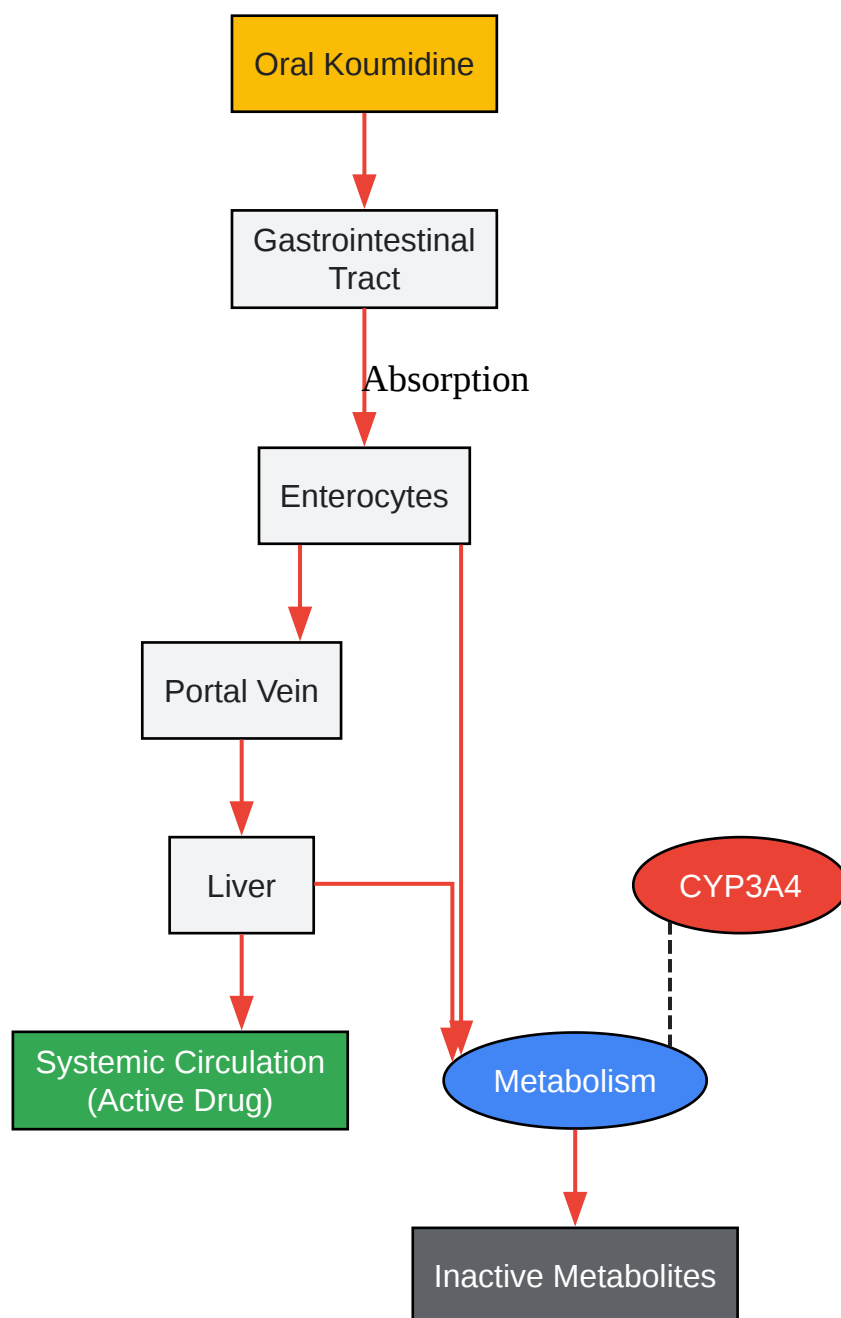 Oral Koumidine
Gastrointestinal
Tract
Absorption
Enterocytes
Portal Vein
Liver
CYP3A4
Systemic Circulation
(Active Drug)
Metabolism
Inactive Metabolites